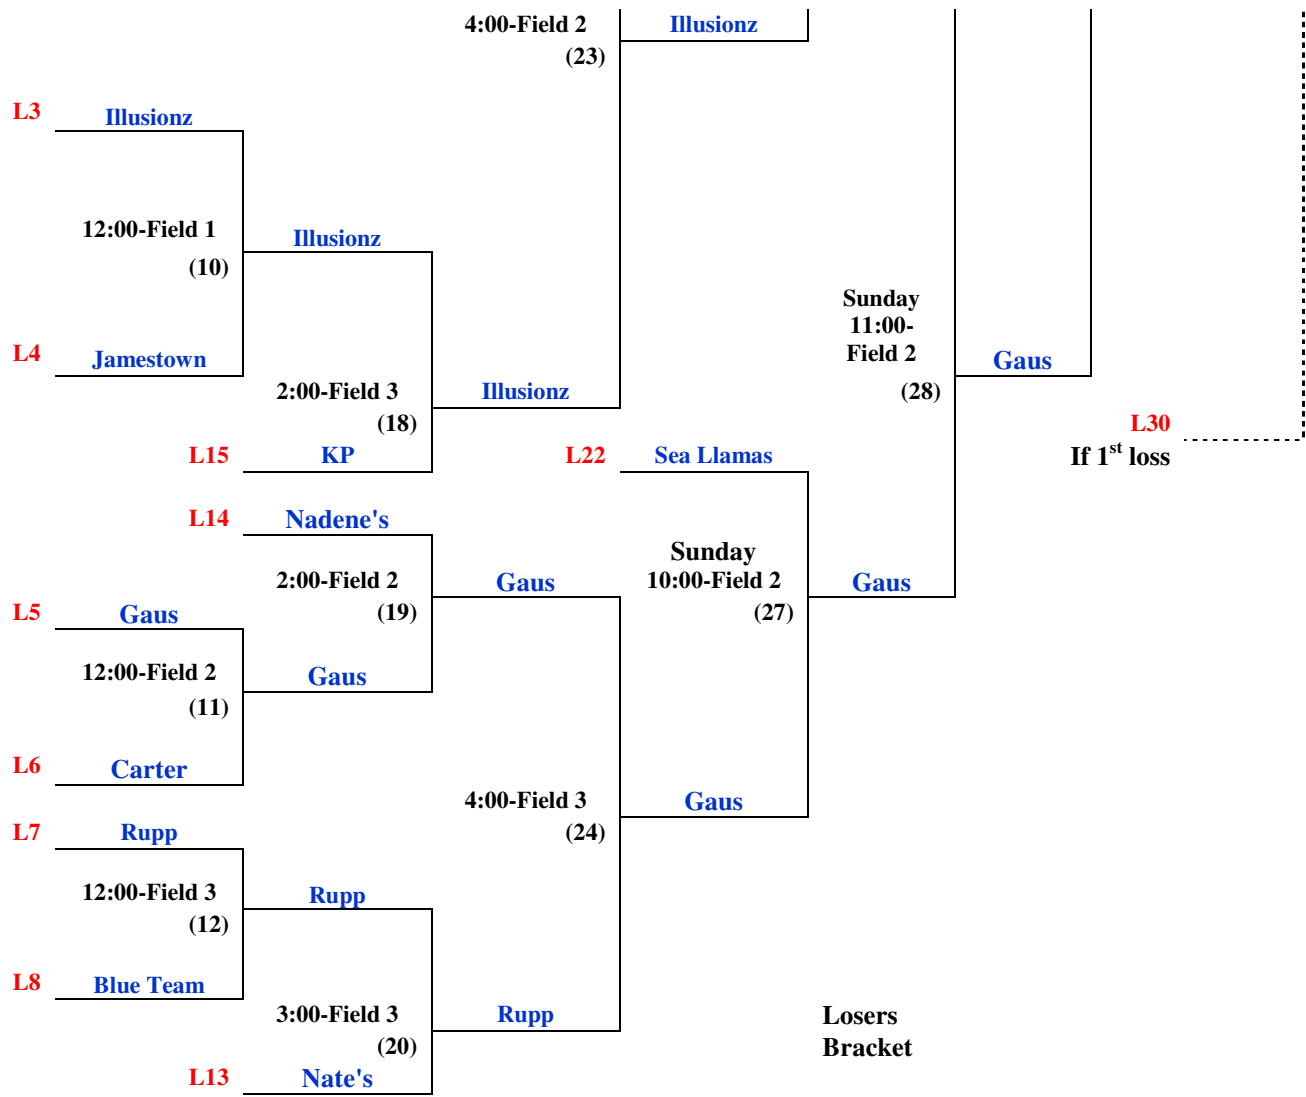 4:00-Field 2
Illusionz
(23)
L3
Illusionz
12:00-Field 1
Illusionz
(10)
Sunday
11:00-
Field 2
L4
Jamestown
Gaus
2:00-Field 3
Illusionz
(28)
(18)
L30
L15
KP
L22
Sea Llamas
If 1st loss
L14
Nadene's
Sunday
2:00-Field 2
Gaus
10:00-Field 2
Gaus
L5
Gaus
(19)
(27)
12:00-Field 2
Gaus
(11)
L6
Carter
4:00-Field 3
Gaus
L7
Rupp
(24)
12:00-Field 3
Rupp
(12)
L8
Blue Team
3:00-Field 3
Rupp
Losers
(20)
Bracket
L13
Nate's